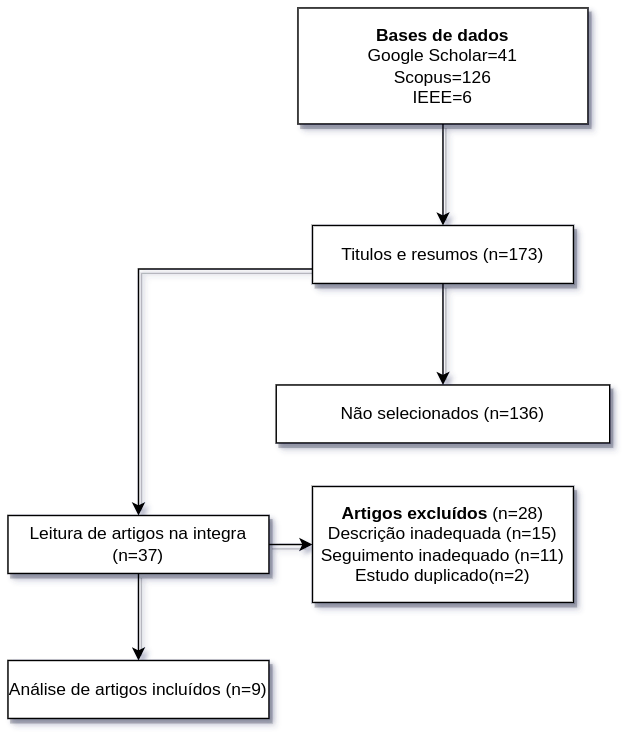 Bases de dados
Google Scholar=41
Scopus=126
IEEE=6
Titulos e resumos (n=173)
Não selecionados (n=136)
Leitura de artigos na integra
(n=37)
Artigos excluídos (n=28)
Descrição inadequada (n=15)
Seguimento inadequado (n=11)
Estudo duplicado(n=2)
Análise de artigos incluídos (n=9)